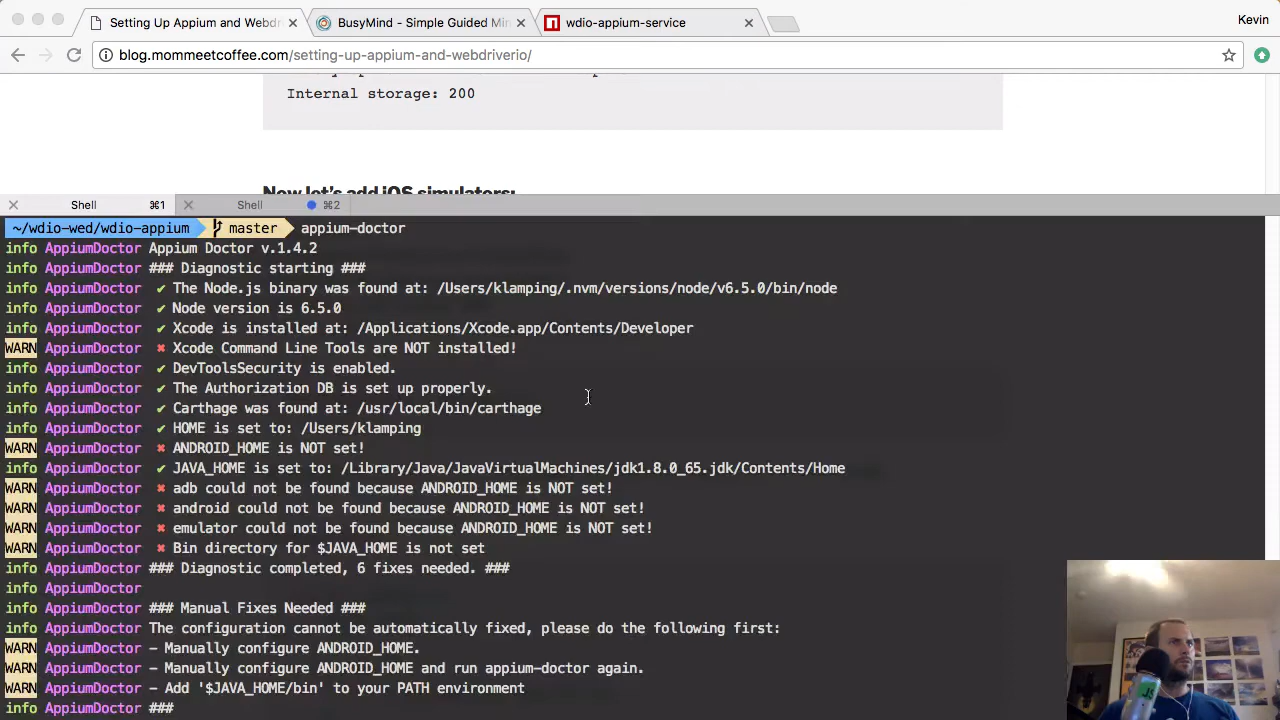 Setting Up Appium and Webdr
BusyMind - Simple Guided Mi
wdio-appium-service
Kevin
blog.mommeetcoffee.com/setting-up-appium-and-webdriverio/
Internal storage: 200
Now let's add iOS simulators:
Shell ⌘1
Shell ⌘2
~/wdio-wed/wdio-appium master appium-doctor
info AppiumDoctor Appium Doctor v.1.4.2
info AppiumDoctor ### Diagnostic starting ###
info AppiumDoctor ✔ The Node.js binary was found at: /Users/klamping/.nvm/versions/node/v6.5.0/bin/node
info AppiumDoctor ✔ Node version is 6.5.0
info AppiumDoctor ✔ Xcode is installed at: /Applications/Xcode.app/Contents/Developer
WARN AppiumDoctor ✖ Xcode Command Line Tools are NOT installed!
info AppiumDoctor ✔ DevToolsSecurity is enabled.
info AppiumDoctor ✔ The Authorization DB is set up properly.
info AppiumDoctor ✔ Carthage was found at: /usr/local/bin/carthage
info AppiumDoctor ✔ HOME is set to: /Users/klamping
WARN AppiumDoctor ✖ ANDROID_HOME is NOT set!
info AppiumDoctor ✔ JAVA_HOME is set to: /Library/Java/JavaVirtualMachines/jdk1.8.0_65.jdk/Contents/Home
WARN AppiumDoctor ✖ adb could not be found because ANDROID_HOME is NOT set!
WARN AppiumDoctor ✖ android could not be found because ANDROID_HOME is NOT set!
WARN AppiumDoctor ✖ emulator could not be found because ANDROID_HOME is NOT set!
WARN AppiumDoctor ✖ Bin directory for $JAVA_HOME is not set
info AppiumDoctor ### Diagnostic completed, 6 fixes needed. ###
info AppiumDoctor
info AppiumDoctor ### Manual Fixes Needed ###
info AppiumDoctor The configuration cannot be automatically fixed, please do the following first:
WARN AppiumDoctor - Manually configure ANDROID_HOME.
WARN AppiumDoctor - Manually configure ANDROID_HOME and run appium-doctor again.
WARN AppiumDoctor - Add '$JAVA_HOME/bin' to your PATH environment
info AppiumDoctor ###